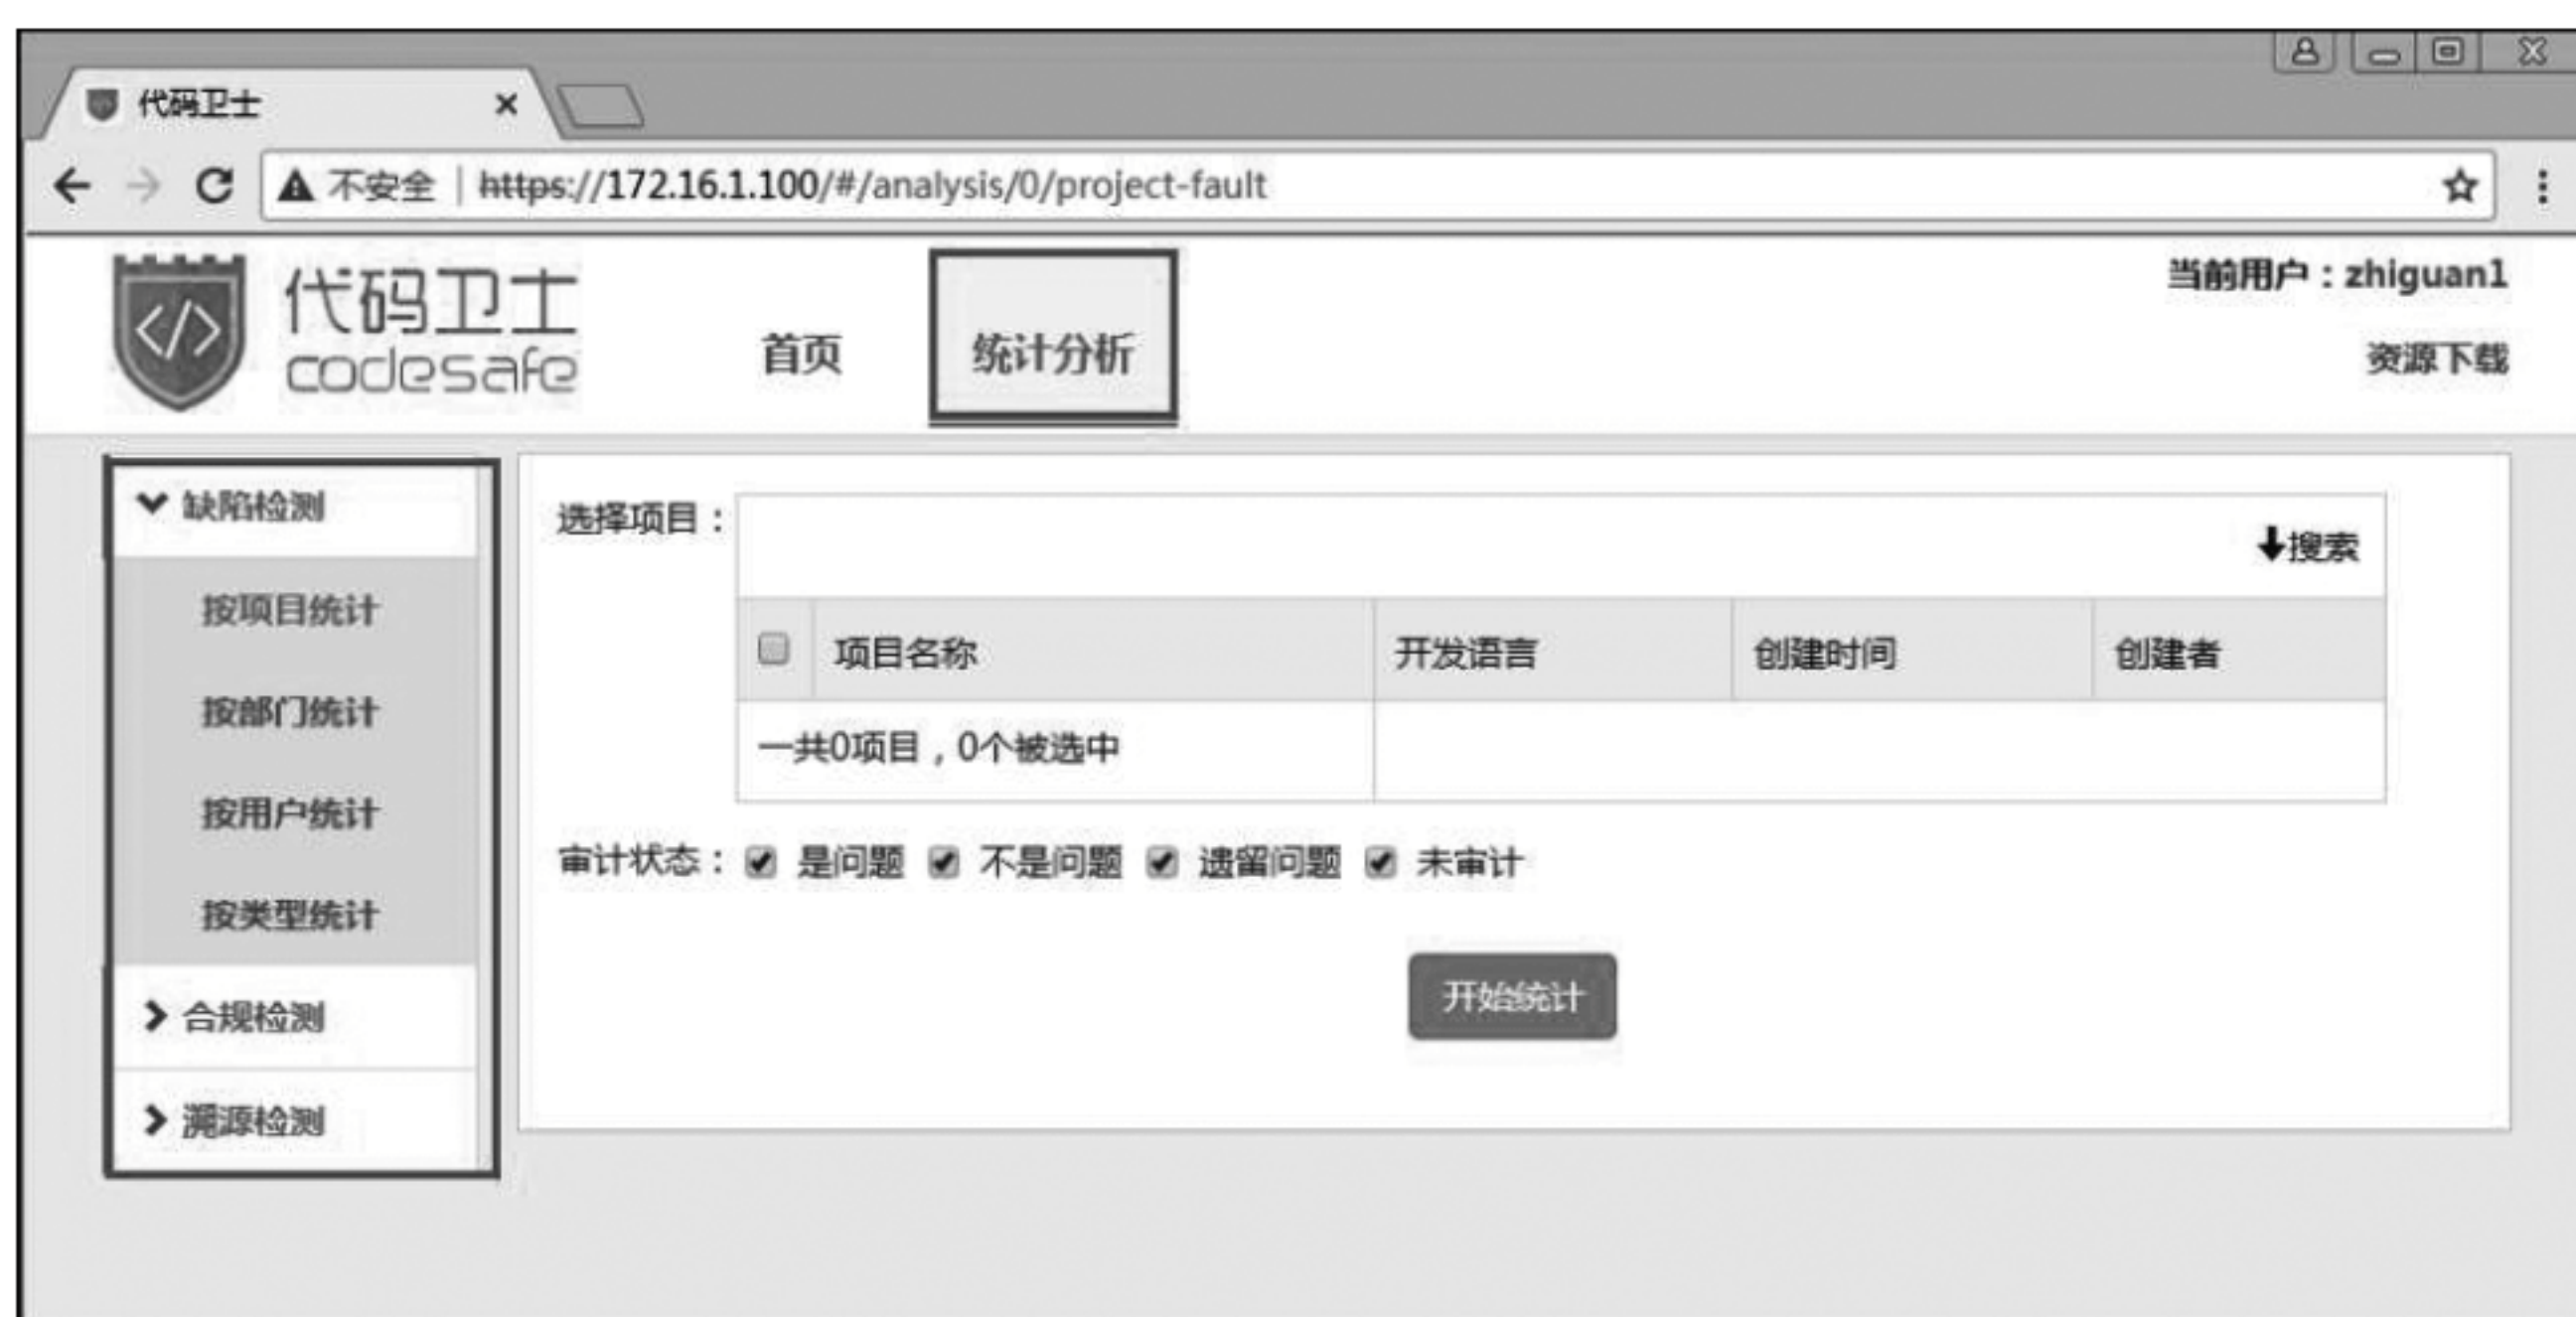 代码卫士
不安全 https://172.16.1.100/#/analysis/0/project-fault
代码卫士
codesafe
首页
统计分析
当前用户：zhiguan1
资源下载
缺陷检测
按项目统计
按部门统计
按用户统计
按类型统计
合规检测
溯源检测
选择项目：
搜索
项目名称 开发语言 创建时间 创建者
一共0项目，0个被选中
审计状态： 是问题 不是问题 遗留问题 未审计
开始统计